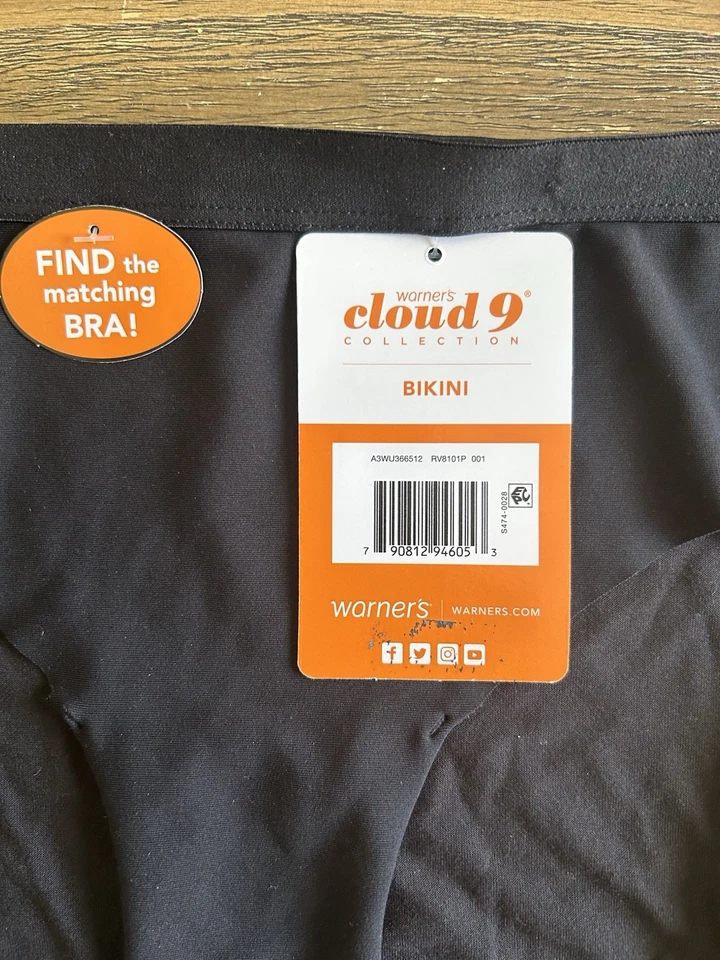 FIND the
matching
BRA!
warner's
cloud 9®
COLLECTION
BIKINI
A3WU366512 RV8101P 001
S474-0028
7 90812 94605 3
warner's
WARNERS.COM